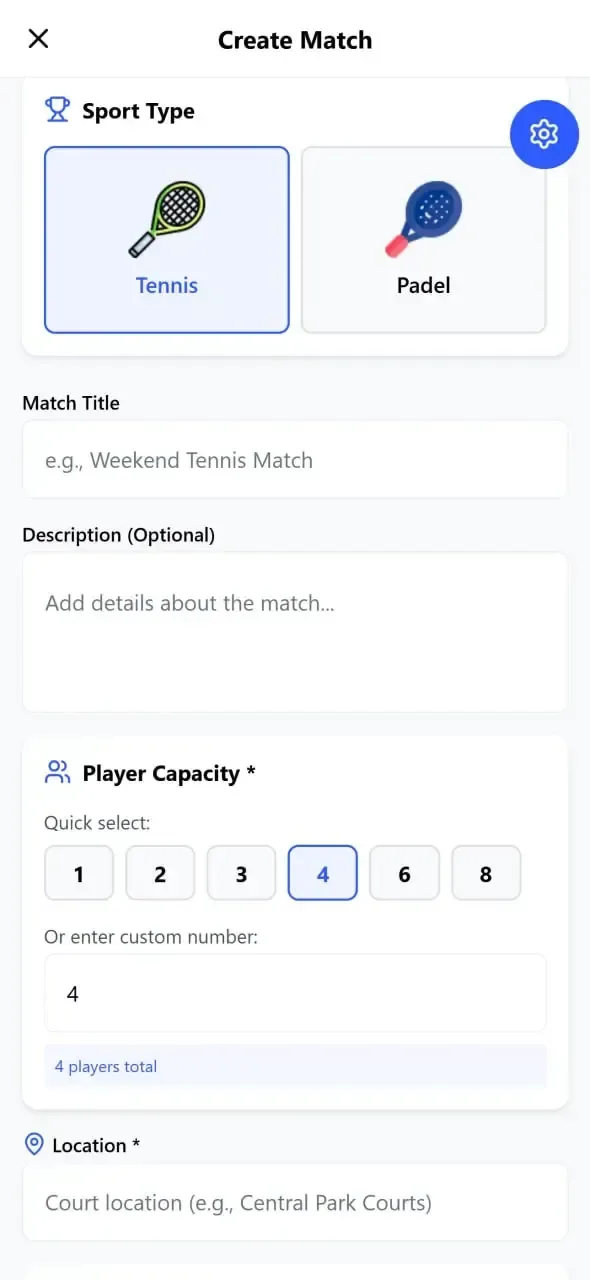 Create Match
Sport Type
Tennis
Padel
Match Title
e.g., Weekend Tennis Match
Description (Optional)
Add details about the match...
Player Capacity *
Quick select:
1 2 3 4 6 8
Or enter custom number:
4
4 players total
Location *
Court location (e.g., Central Park Courts)